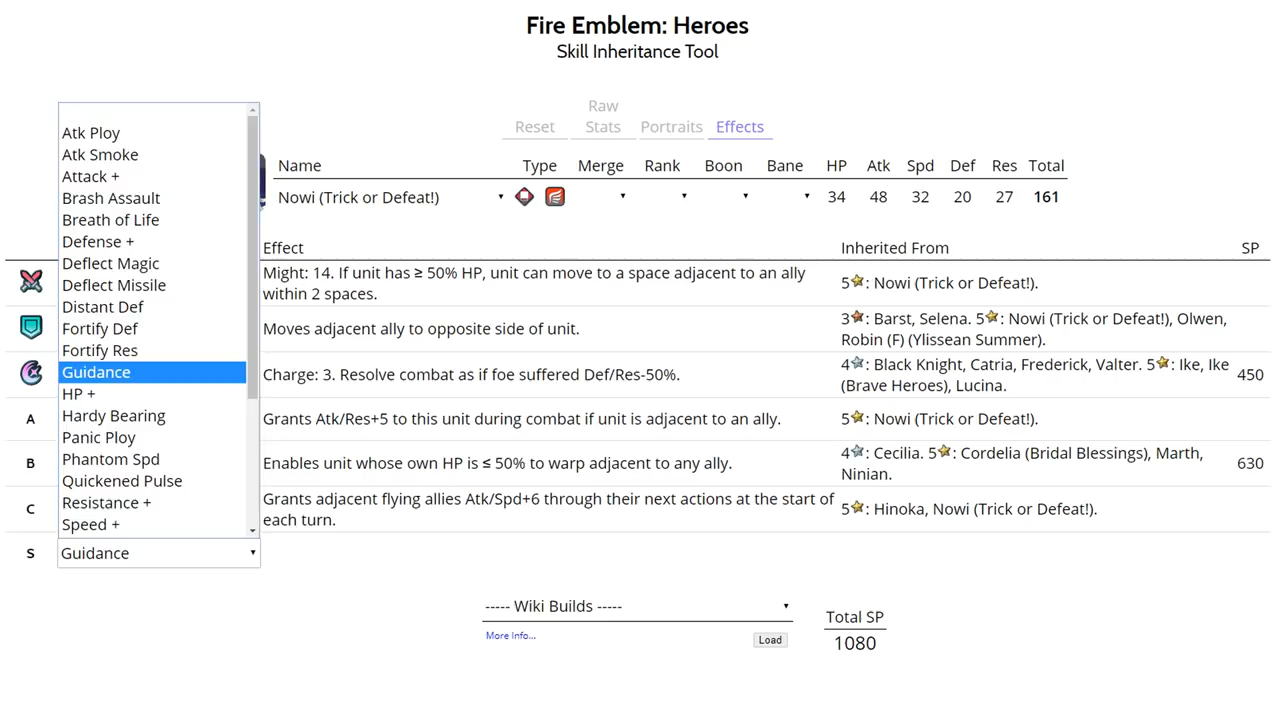 Fire Emblem: Heroes
Skill Inheritance Tool
Reset
Raw
Stats
Portraits
Effects
Name Type Merge Rank Boon Bane HP Atk Spd Def Res Total
Nowi (Trick or Defeat!) 34 48 32 20 27 161
Atk Ploy
Atk Smoke
Attack +
Brash Assault
Breath of Life
Defense +
Deflect Magic
Deflect Missile
Distant Def
Fortify Def
Fortify Res
Guidance
HP +
Hardy Bearing
Panic Ploy
Phantom Spd
Quickened Pulse
Resistance +
Speed +
Effect Inherited From SP
Might: 14. If unit has ≥ 50% HP, unit can move to a space adjacent to an ally
within 2 spaces.
5: Nowi (Trick or Defeat!).
Moves adjacent ally to opposite side of unit.
3: Barst, Selena. 5: Nowi (Trick or Defeat!), Olwen,
Robin (F) (Ylissean Summer).
Charge: 3. Resolve combat as if foe suffered Def/Res-50%.
4: Black Knight, Catria, Frederick, Valter. 5: Ike, Ike
(Brave Heroes), Lucina.
450
A
Grants Atk/Res+5 to this unit during combat if unit is adjacent to an ally.
5: Nowi (Trick or Defeat!).
B
Enables unit whose own HP is ≤ 50% to warp adjacent to any ally.
4: Cecilia. 5: Cordelia (Bridal Blessings), Marth,
Ninian.
630
C
Grants adjacent flying allies Atk/Spd+6 through their next actions at the start of
each turn.
5: Hinoka, Nowi (Trick or Defeat!).
S Guidance
----- Wiki Builds -----
More Info...
Load
Total SP
1080